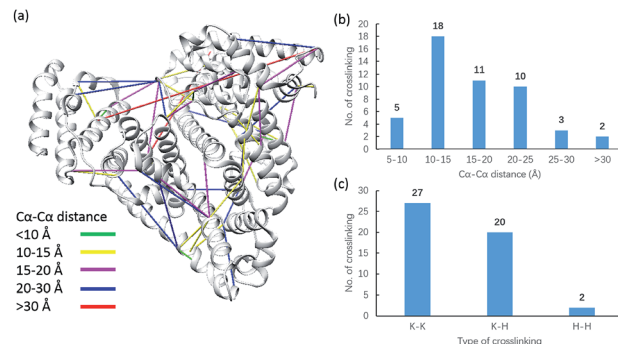 (a)
Cα-Cα distance
<10 Å
10-15 Å
15-20 Å
20-30 Å
>30 Å
(b)
No. of crosslinking
20
18
16
14
12
10
8
6
4
2
0
5
18
11
10
3
2
5-10
10-15
15-20
20-25
25-30
>30
Cα-Cα distance (Å)
(c)
No. of crosslinking
30
25
20
15
10
5
0
27
20
2
K-K
K-H
H-H
Type of crosslinking